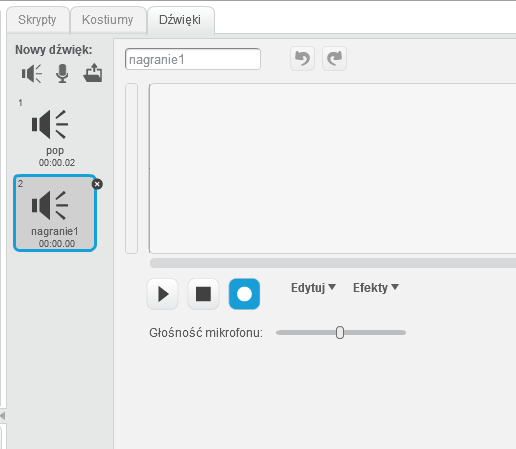 Skrypty Kostiumy Dźwięki
Nowy dźwięk:
nagranie1
1
pop
00:00.02
2
nagranie1
00:00.00
Edytuj Efekty
Głośność mikrofonu: